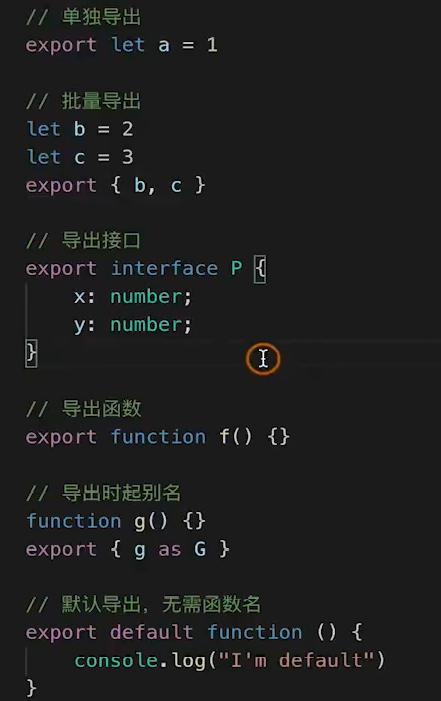 // 单独导出
export let a = 1
// 批量导出
let b = 2
let c = 3
export { b, c }
// 导出接口
export interface P {
    x: number;
    y: number;
}
// 导出函数
export function f() {}
// 导出时起别名
function g() {}
export { g as G }
// 默认导出，无需函数名
export default function () {
    console.log("I'm default")
}